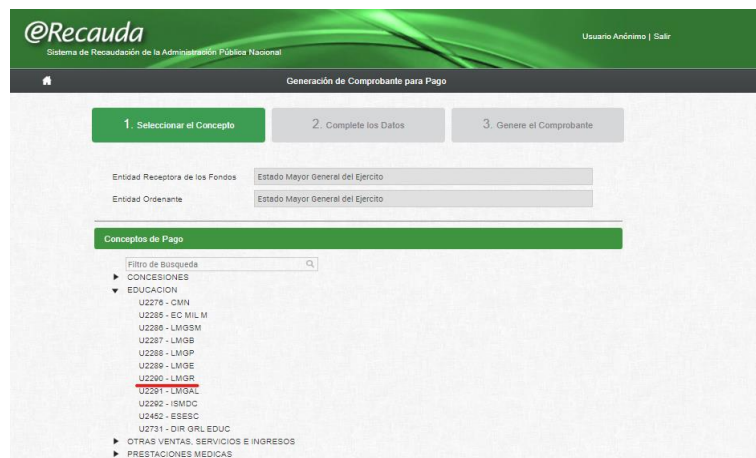 @Recauda
Sistema de Recaudación de la Administración Pública Nacional
Usuario Anónimo | Salir
Generación de Comprobante para Pago
1. Seleccionar el Concepto
2. Complete los Datos
3. Genere el Comprobante
Entidad Receptora de los Fondos
Estado Mayor General del Ejercito
Entidad Ordenante
Estado Mayor General del Ejercito
Conceptos de Pago
Filtro de Busqueda
CONCESIONES
EDUCACION
U2276 - CMN
U2285 - EC MIL M
U2286 - LMGSM
U2287 - LMGB
U2288 - LMGP
U2289 - LMGE
U2290 - LMGR
U2291 - LMGAL
U2292 - ISMDC
U2452 - ESESC
U2731 - DIR GRL EDUC
OTRAS VENTAS, SERVICIOS E INGRESOS
PRESTACIONES MEDICAS